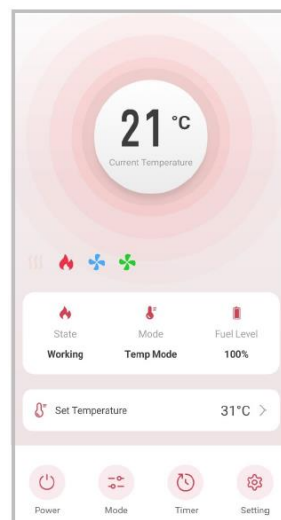 21 °C
Current Temperature
State
Mode
Fuel Level
Working
Temp Mode
100%
Set Temperature
31°C >
Power
Mode
Timer
Setting